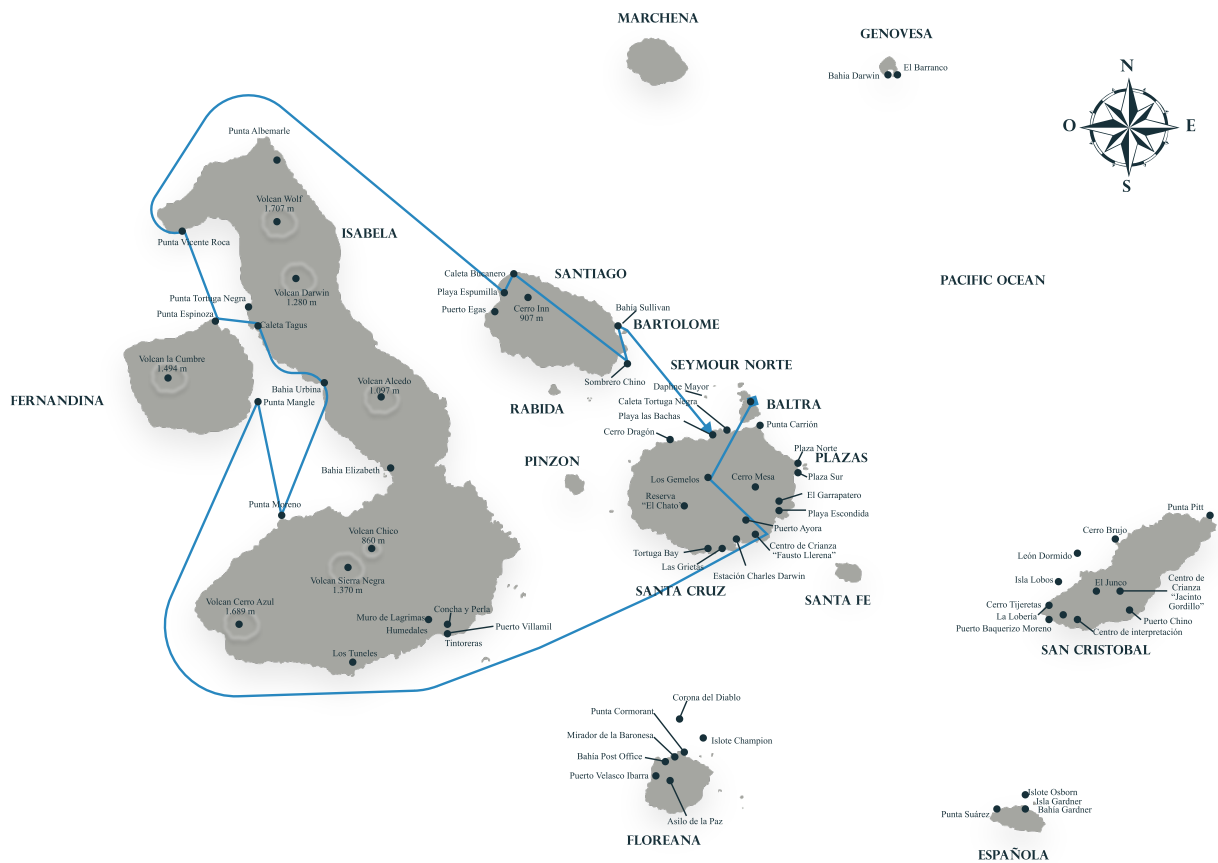 MARCHENA
GENOVESA
El Barranco
Bahia Darwin
N
O
E
S
Punta Albemarle
Volcan Wolf
1.707 m
ISABELA
Punta Vicente Roca
Caleta Bucanero
SANTIAGO
PACIFIC OCEAN
Playa Espumilla
Volcan Darwin
1.280 m
Punta Tortuga Negra
Cerro Inn
907 m
Puerto Egas
Bahia Sullivan
Punta Espinoza
Caleta Tagus
BARTOLOME
Volcan la Cumbre
1.494 m
SEYMOUR NORTE
Sombrero Chino
Volcan Alcedo
1.097 m
Bahia Urbina
Daphne Mayor
FERNANDINA
Punta Mangle
Caleta Tortuga Negra
BALTRA
RABIDA
Playa las Bachas
Punta Carrión
Cerro Dragón
Plaza Norte
PLAZAS
PINZON
Bahia Elizabeth
Los Gemelos
Cerro Mesa
Plaza Sur
Reserva
“El Chato”
El Garrapatero
Punta Moreno
Playa Escondida
Punta Pitt
Puerto Ayora
Volcan Chico
860 m
Cerro Brujo
Tortuga Bay
Centro de Crianza
“Fausto Llerena”
León Dormido
Las Grietas
Estación Charles Darwin
Volcan Sierra Negra
1.370 m
SANTA CRUZ
SANTA FE
Isla Lobos
El Junco
Centro de
Crianza
“Jacinto
Gordillo”
Volcan Cerro Azul
1.689 m
Concha y Perla
Muro de Lagrimas
Humedales
Puerto Villamil
Tintoreras
Cerro Tijeretas
La Lobería
Puerto Baquerizo Moreno
Puerto Chino
Centro de interpretación
SAN CRISTOBAL
Los Tuneles
Corona del Diablo
Punta Cormorant
Mirador de la Baronesa
Islote Champion
Bahia Post Office
Puerto Velasco Ibarra
Asilo de la Paz
FLOREANA
Islote Osborn
Isla Gardner
Bahia Gardner
Punta Suárez
ESPAÑOLA